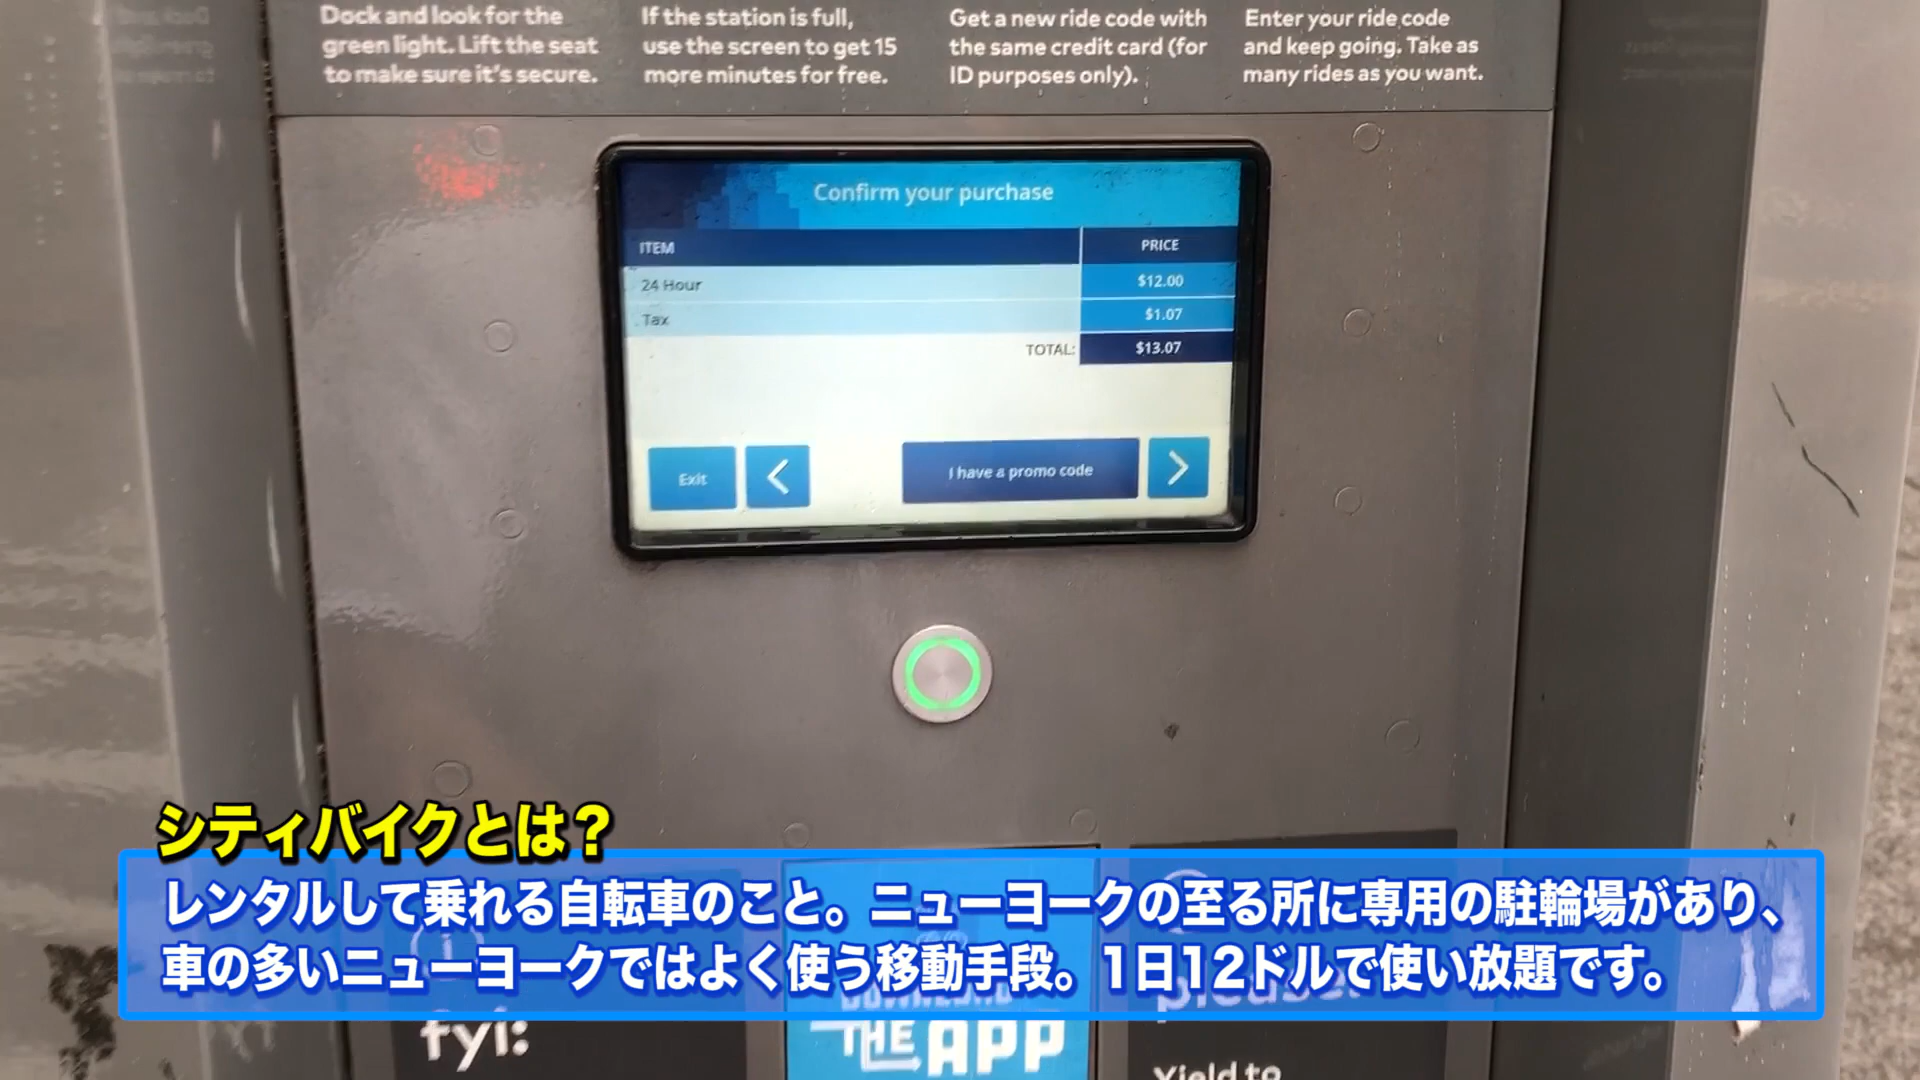 Dock and look for the
green light. Lift the seat
to make sure it's secure.
If the station is full,
use the screen to get 15
more minutes for free.
Get a new ride code with
the same credit card (for
ID purposes only).
Enter your ride code
and keep going. Take as
many rides as you want.
Confirm your purchase
ITEM PRICE
24 Hour $12.00
Tax $1.07
TOTAL: $13.07
Exit
I have a promo code
シティバイクとは？
レンタルして乗れる自転車のこと。ニューヨークの至る所に専用の駐輪場があり、
車の多いニューヨークではよく使う移動手段。1日12ドルで使い放題です。
please.
fyi:
THE APP
Yield to